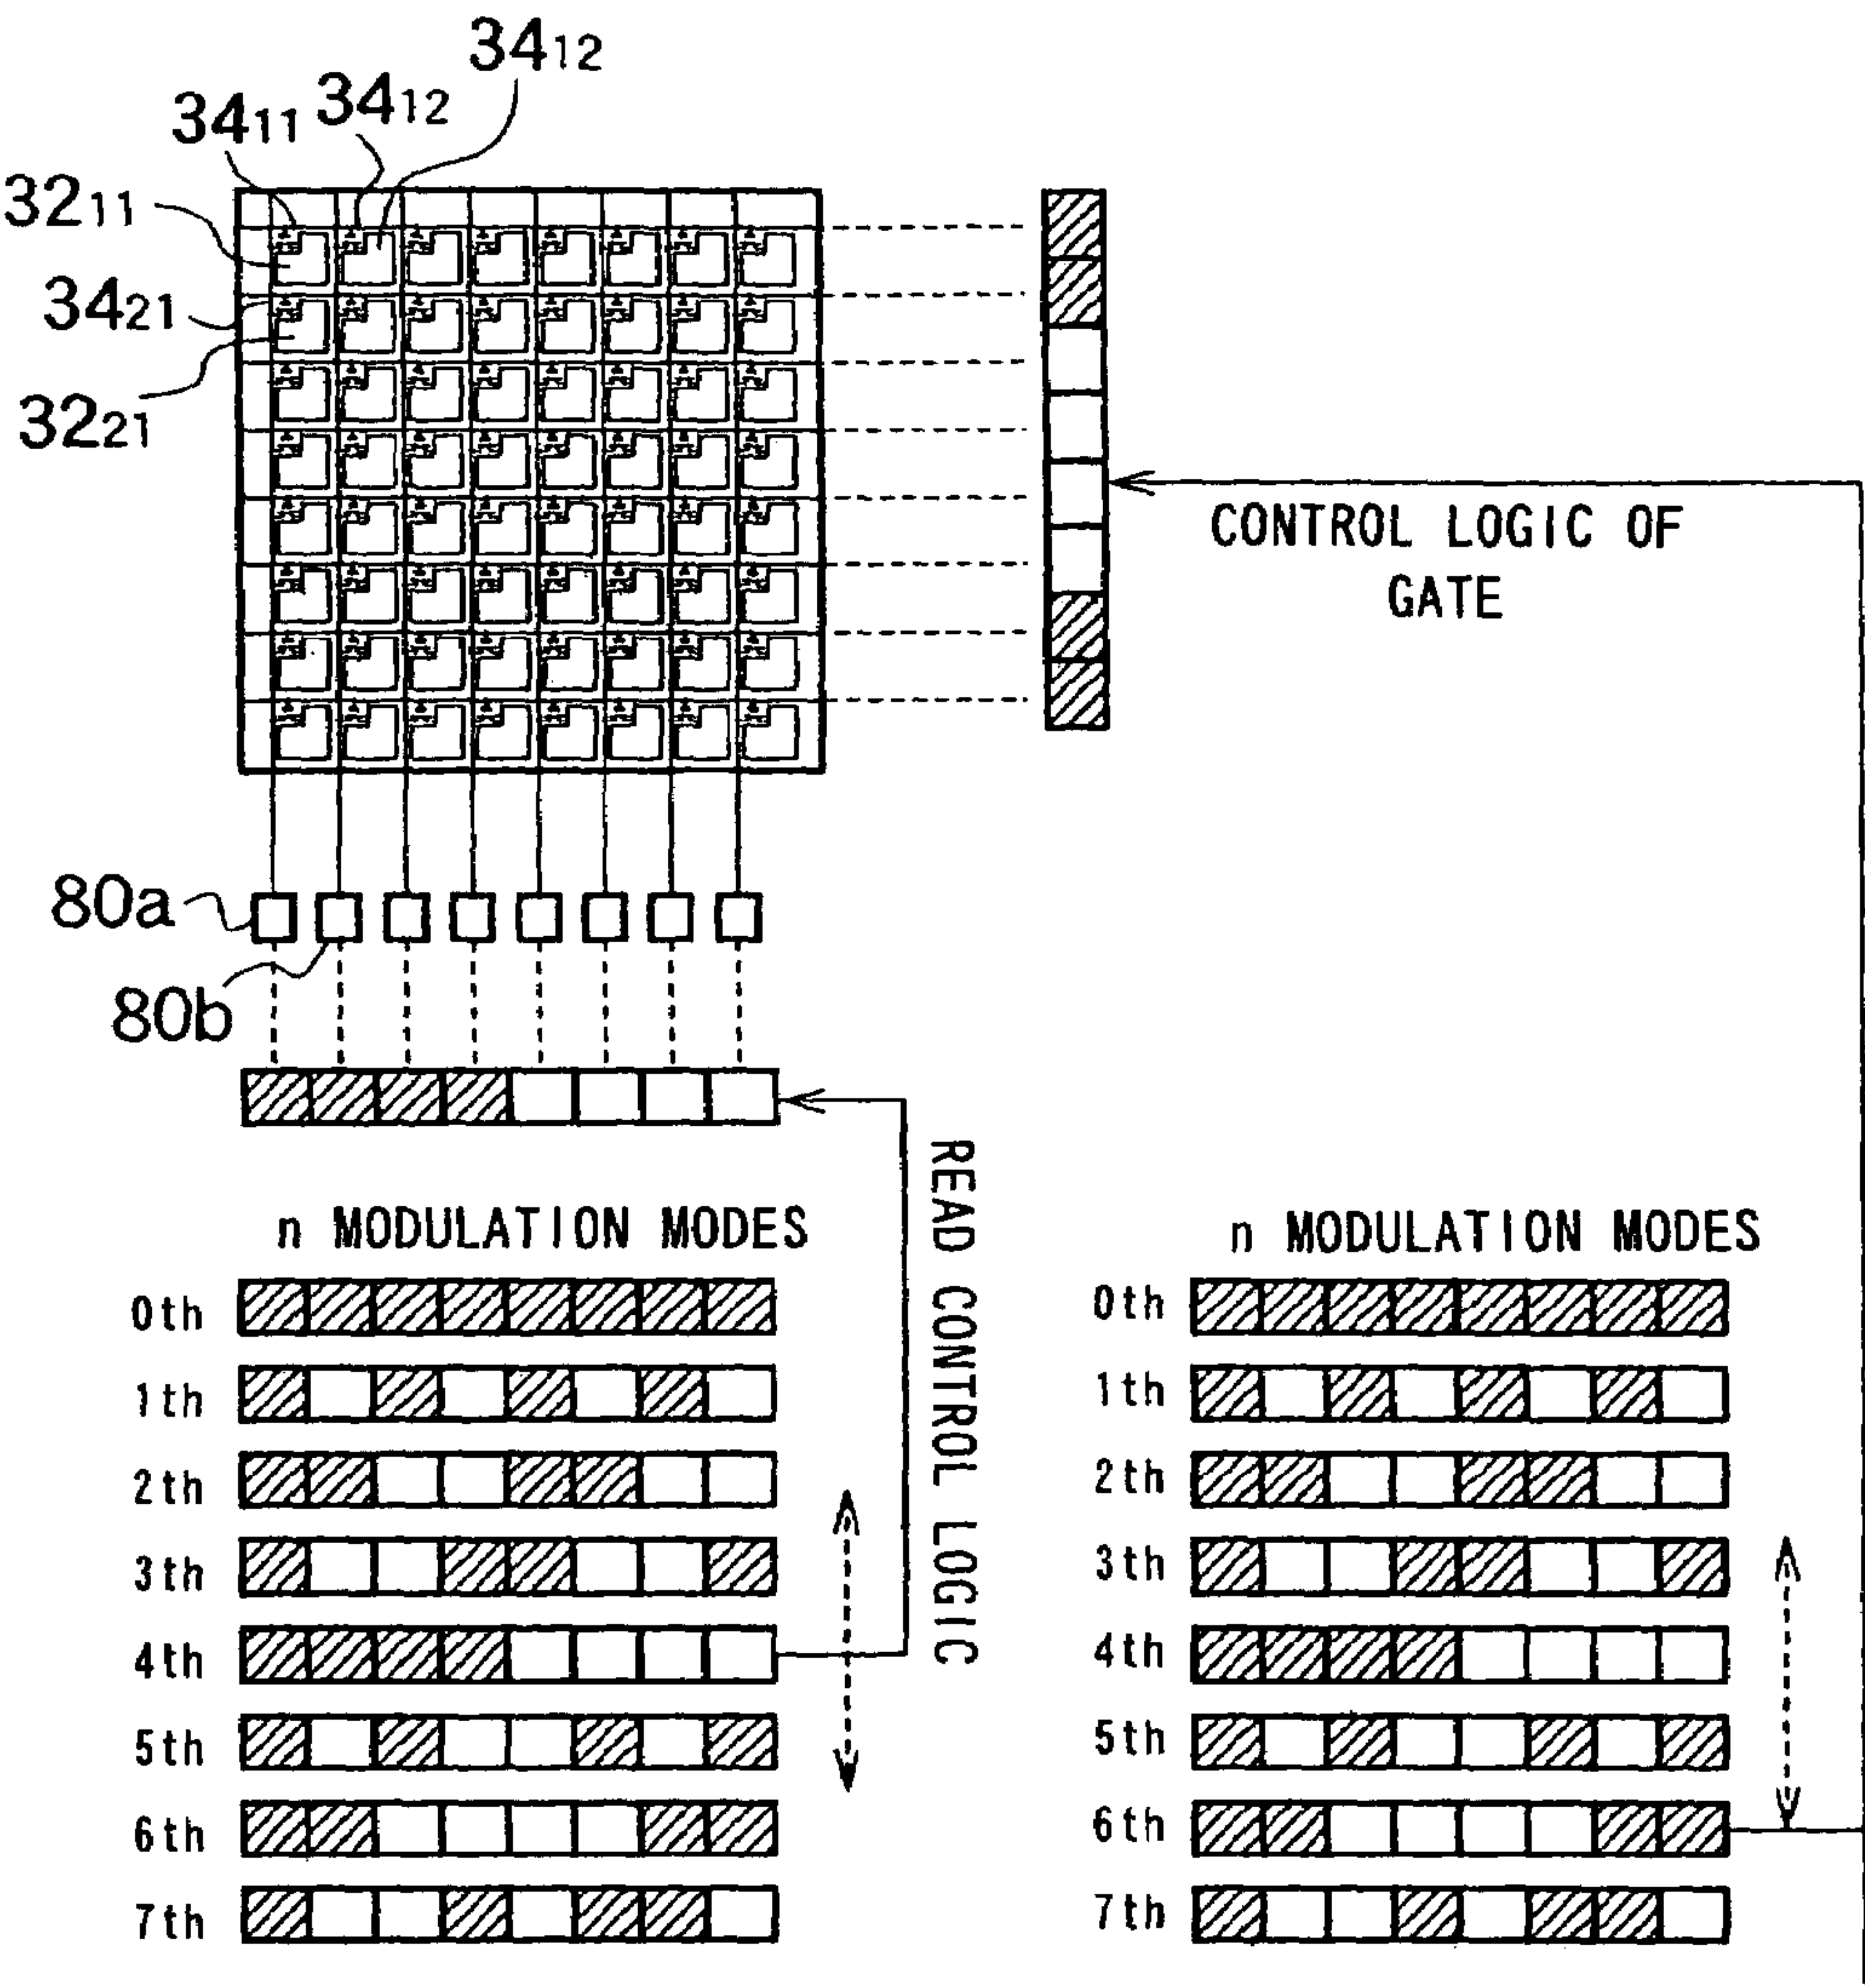 34₁₂
34₁₁ 34₁₂
32₁₁
34₂₁
32₂₁
CONTROL LOGIC OF
GATE
80a
80b
READ CONTROL LOGIC
n MODULATION MODES
0th
1th
2th
3th
4th
5th
6th
7th
n MODULATION MODES
0th
1th
2th
3th
4th
5th
6th
7th